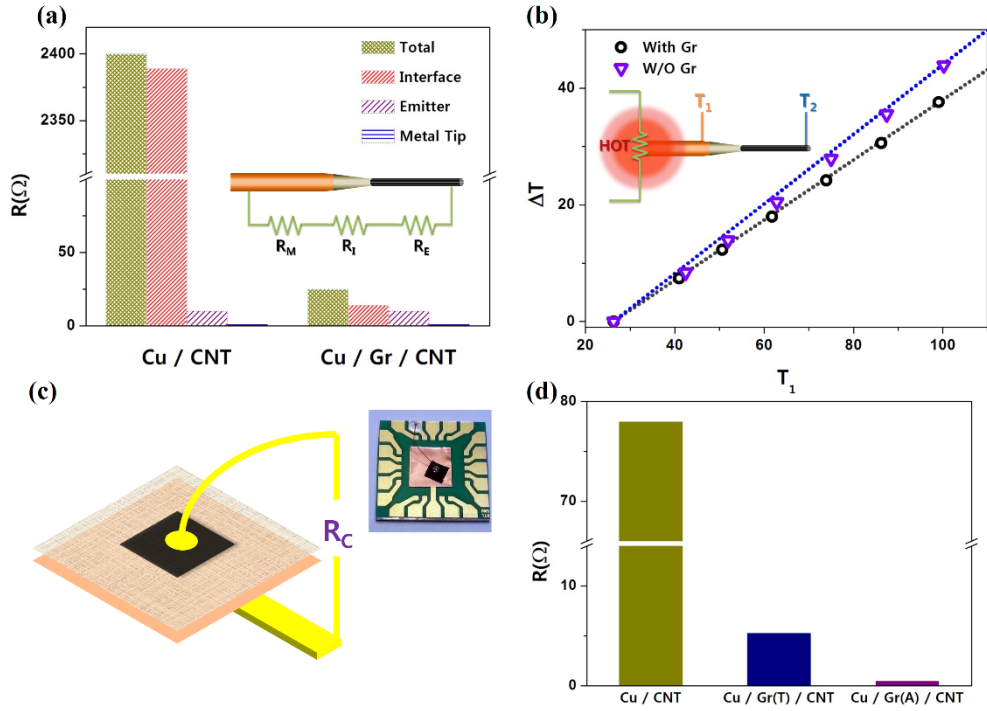 (a)
2400
2350
50
0
R(Ω)
Total
Interface
Emitter
Metal Tip
R_M
R_I
R_E
Cu / CNT
Cu / Gr / CNT
(b)
40
20
0
ΔT
With Gr
W/O Gr
T_1
T_2
HOT
20
40
60
80
100
T_1
(c)
R_C
(d)
80
70
10
0
R(Ω)
Cu / CNT
Cu / Gr(T) / CNT
Cu / Gr(A) / CNT